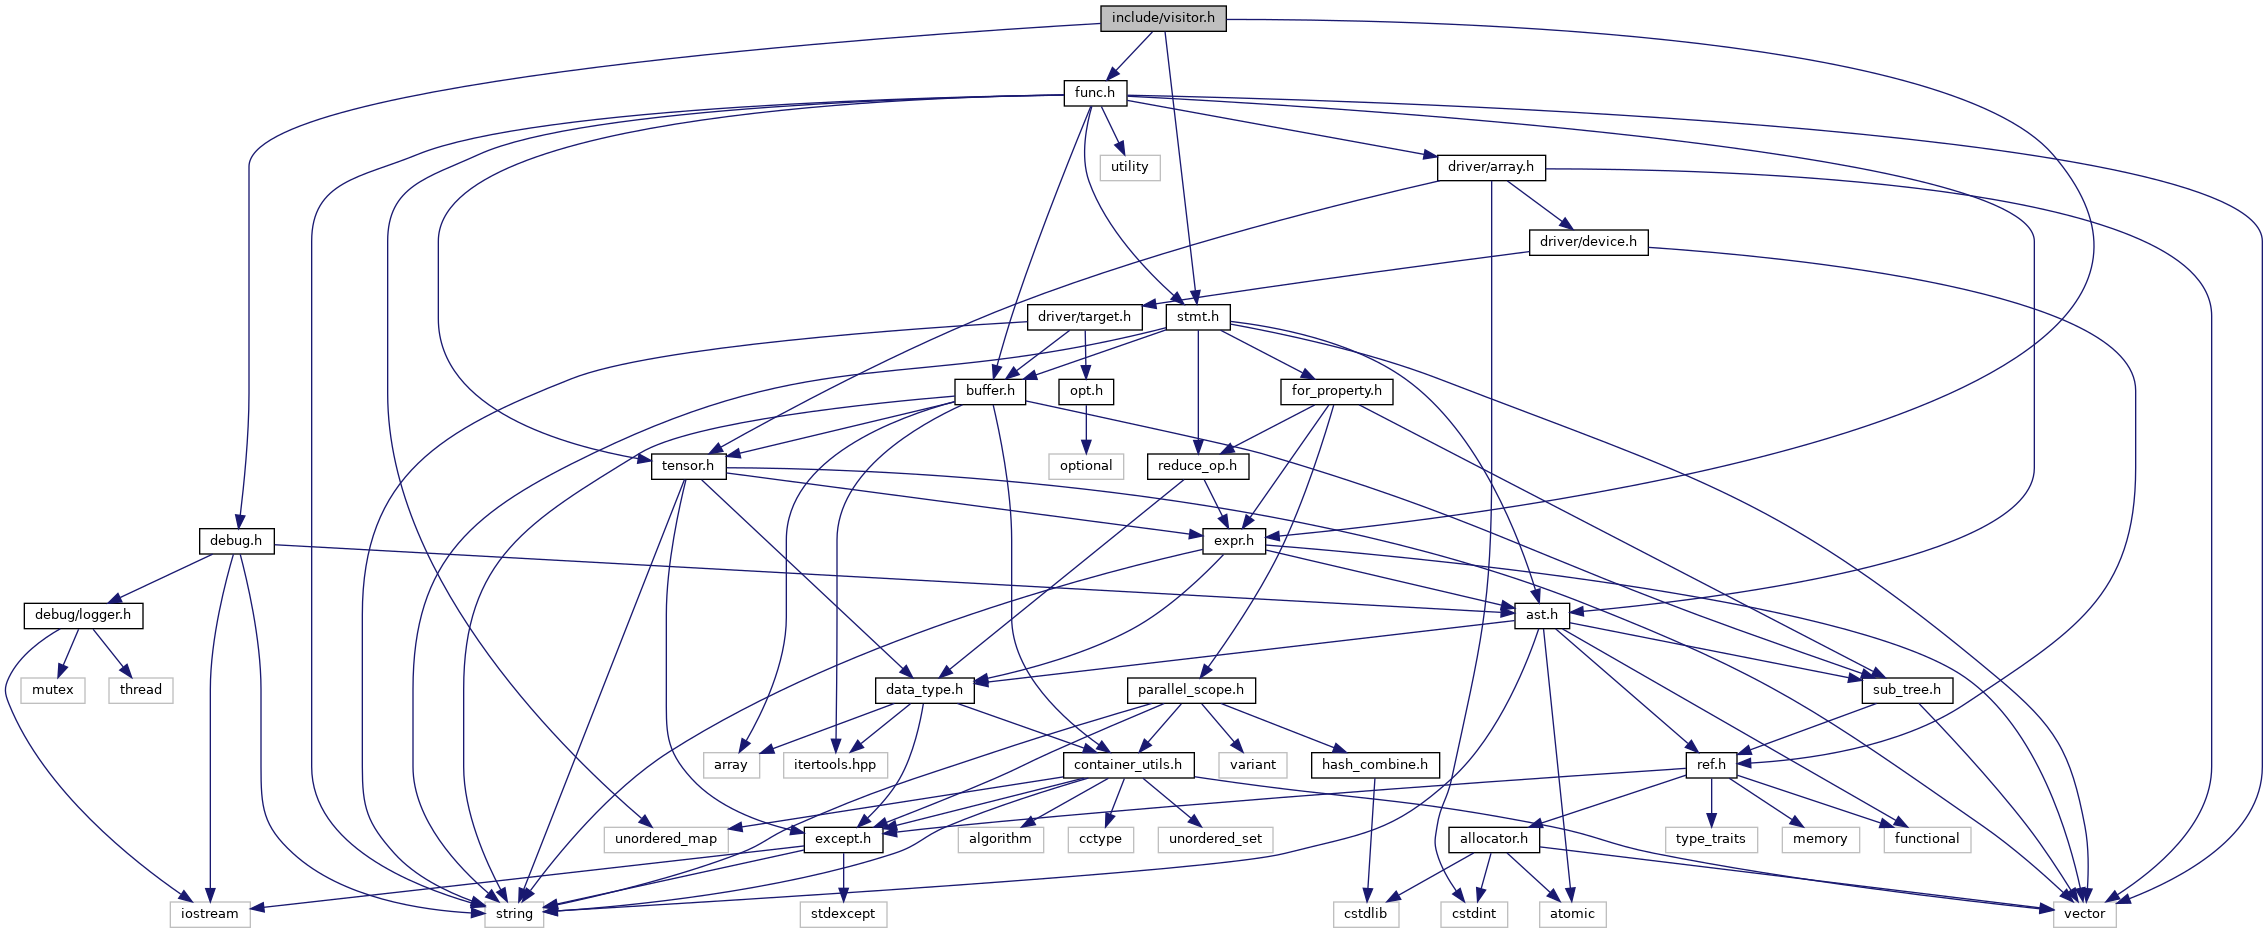 include/visitor.h
func.h
utility
driver/array.h
driver/device.h
driver/target.h
stmt.h
buffer.h
opt.h
for_property.h
tensor.h
optional
reduce_op.h
debug.h
expr.h
debug/logger.h
ast.h
mutex
thread
data_type.h
parallel_scope.h
sub_tree.h
array
itertools.hpp
container_utils.h
variant
hash_combine.h
ref.h
unordered_map
except.h
algorithm
cctype
unordered_set
allocator.h
type_traits
memory
functional
iostream
string
stdexcept
cstdlib
cstdint
atomic
vector